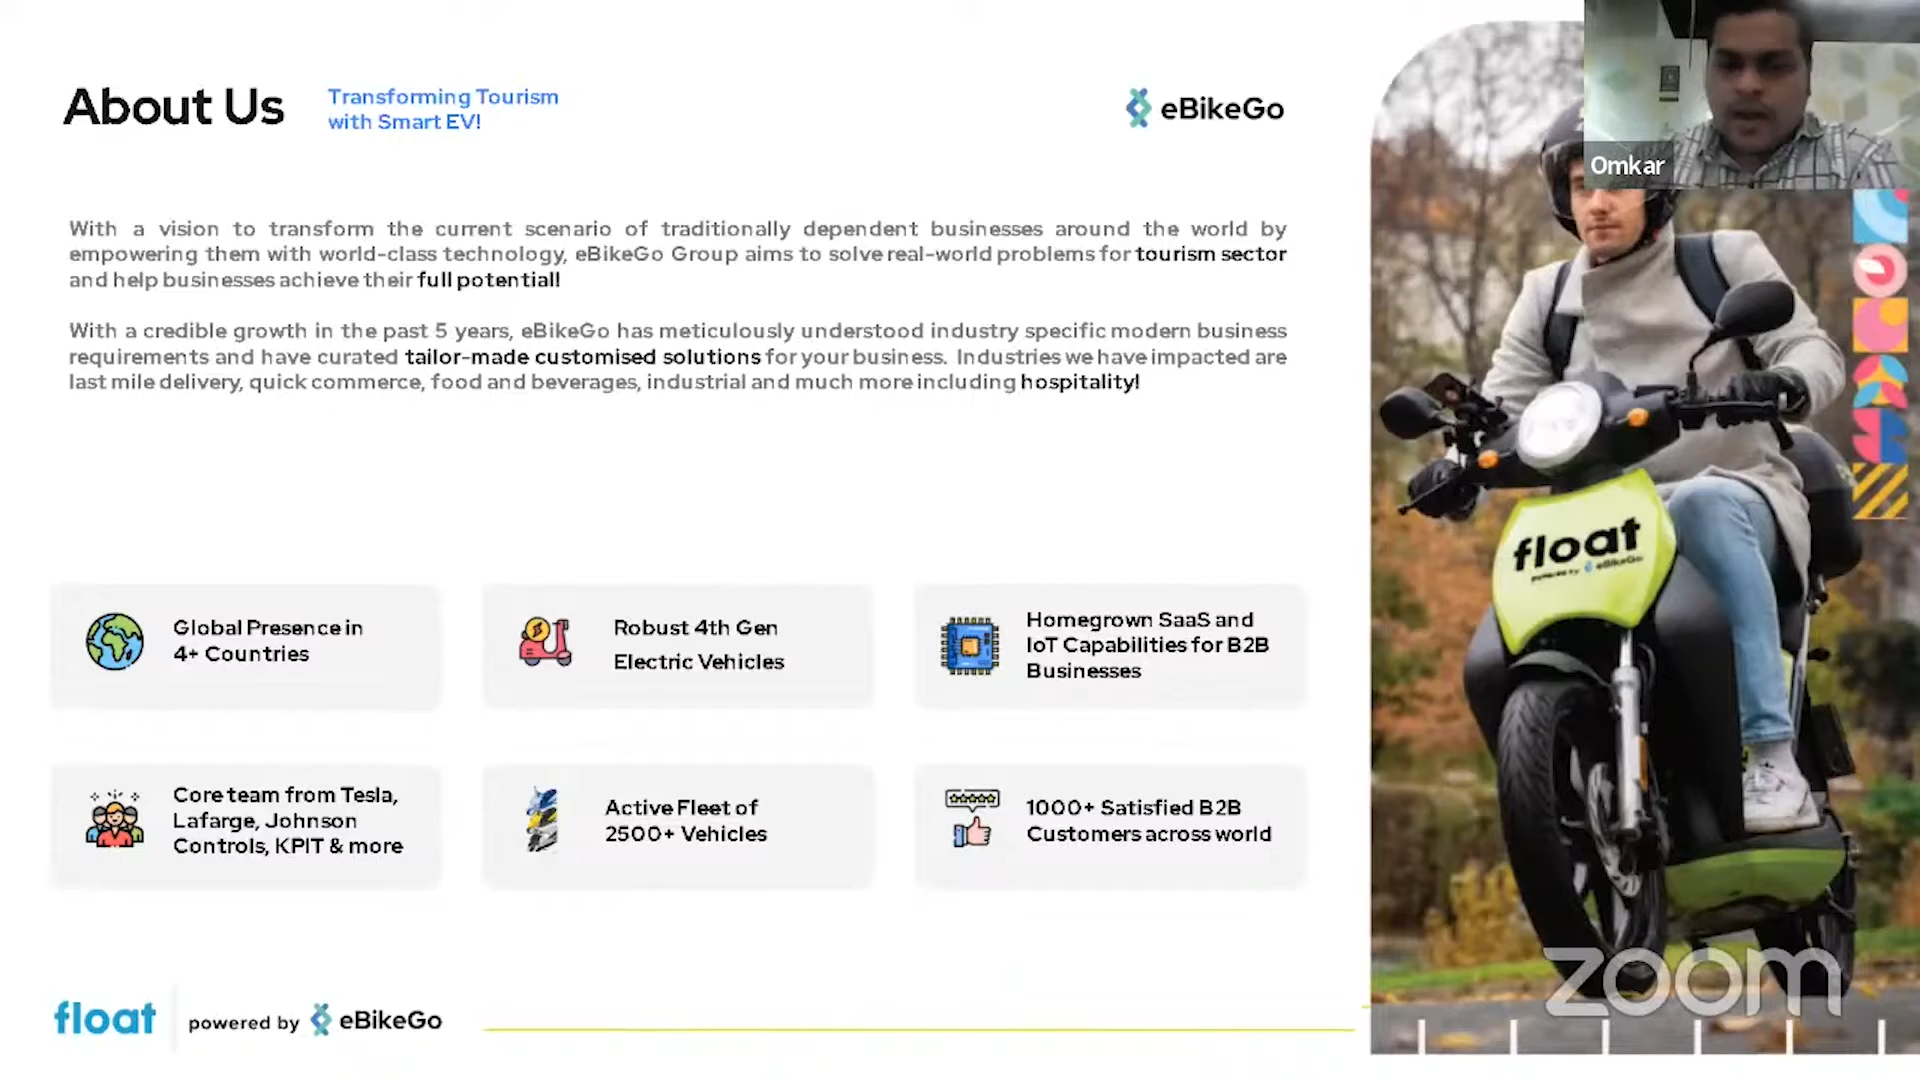 About Us
Transforming Tourism
with Smart EV!
eBikeGo
Omkar
With a vision to transform the current scenario of traditionally dependent businesses around the world by
empowering them with world-class technology, eBikeGo Group aims to solve real-world problems for tourism sector
and help businesses achieve their full potential!
With a credible growth in the past 5 years, eBikeGo has meticulously understood industry specific modern business
requirements and have curated tailor-made customised solutions for your business. Industries we have impacted are
last mile delivery, quick commerce, food and beverages, industrial and much more including hospitality!
float
powered by eBikeGo
Global Presence in
4+ Countries
Robust 4th Gen
Electric Vehicles
Homegrown SaaS and
IoT Capabilities for B2B
Businesses
Core team from Tesla,
Lafarge, Johnson
Controls, KPIT & more
Active Fleet of
2500+ Vehicles
1000+ Satisfied B2B
Customers across world
float
powered by eBikeGo
zoom